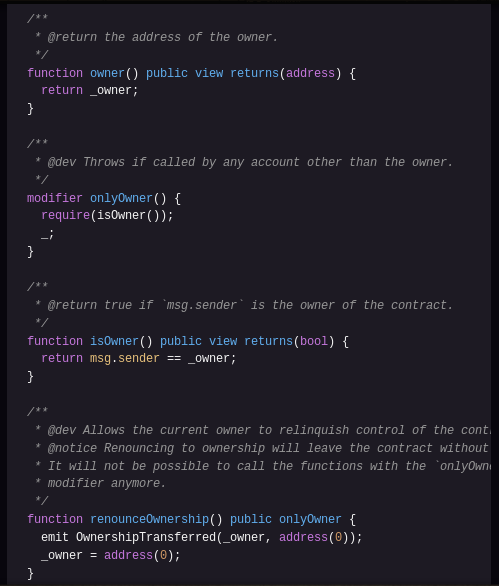 /**
 * @return the address of the owner.
 */
function owner() public view returns(address) {
  return _owner;
}

/**
 * @dev Throws if called by any account other than the owner.
 */
modifier onlyOwner() {
  require(isOwner());
  _;
}

/**
 * @return true if `msg.sender` is the owner of the contract.
 */
function isOwner() public view returns(bool) {
  return msg.sender == _owner;
}

/**
 * @dev Allows the current owner to relinquish control of the
 * @notice Renouncing to ownership will leave the contract without
 * It will not be possible to call the functions with the
 * modifier anymore.
 */
function renounceOwnership() public onlyOwner {
  emit OwnershipTransferred(_owner, address(0));
  _owner = address(0);
}